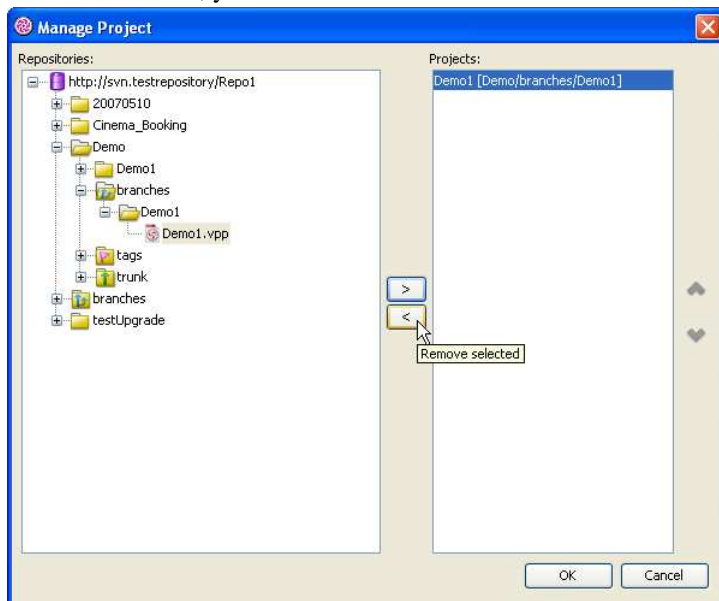 Manage Project
Repositories:
http://svn.testrepository/Repo1
20070510
Cinema_Booking
Demo
Demo1
branches
Demo1
Demo1.vpp
tags
trunk
branches
testUpgrade
>
<
Remove selected
Projects:
Demo1 [Demo/branches/Demo1]
OK
Cancel